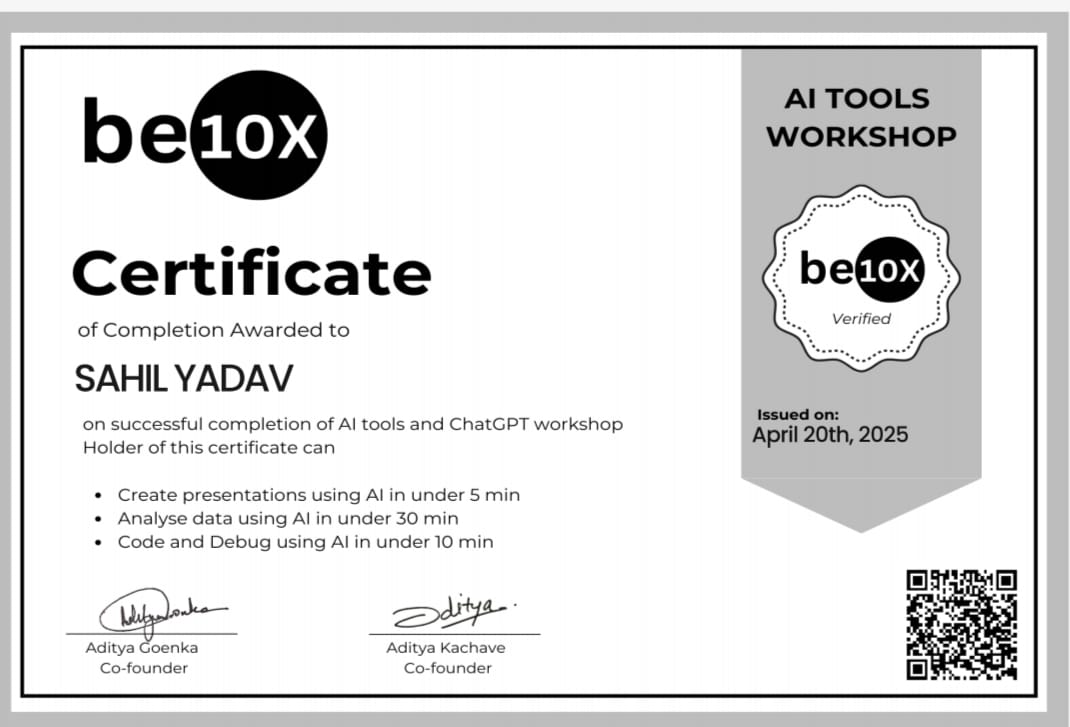 be10X
Certificate
of Completion Awarded to
SAHIL YADAV
on successful completion of AI tools and ChatGPT workshop
Holder of this certificate can
• Create presentations using AI in under 5 min
• Analyse data using AI in under 30 min
• Code and Debug using AI in under 10 min
Aditya Goenka
Co-founder
Aditya.
Aditya Kachave
Co-founder
AI TOOLS
WORKSHOP
be10X
Verified
Issued on:
April 20th, 2025